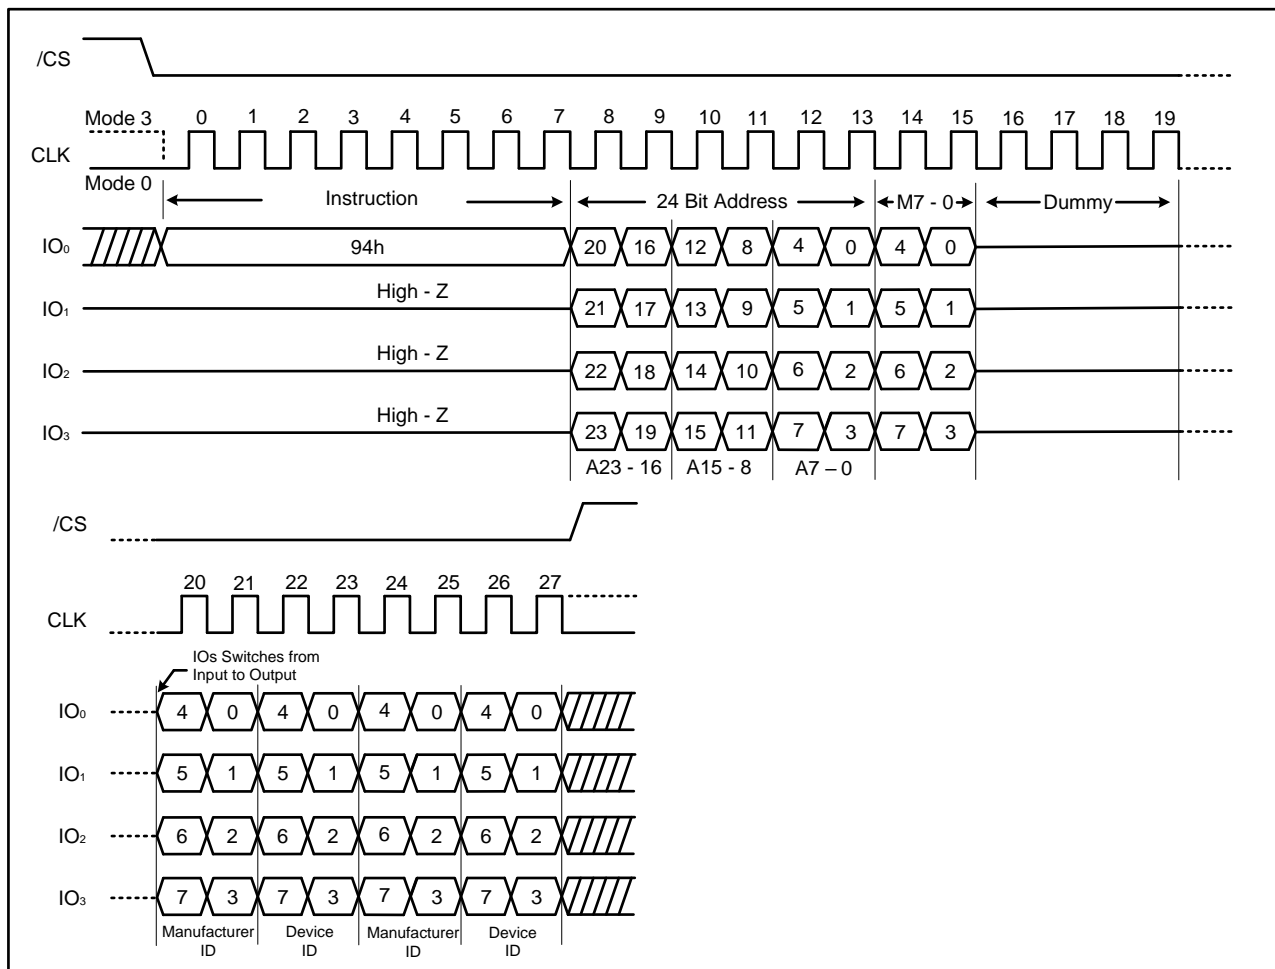 /CS
Mode 3 0 1 2 3 4 5 6 7 8 9 10 11 12 13 14 15 16 17 18 19
CLK
Mode 0
Instruction 24 Bit Address M7 - 0 Dummy
IO₀ 94h 20 16 12 8 4 0 4 0
High - Z
IO₁ 21 17 13 9 5 1 5 1
High - Z
IO₂ 22 18 14 10 6 2 6 2
High - Z
IO₃ 23 19 15 11 7 3 7 3
A23 - 16 A15 - 8 A7 – 0
/CS
20 21 22 23 24 25 26 27
CLK
IOs Switches from
Input to Output
IO₀ 4 0 4 0 4 0 4 0
IO₁ 5 1 5 1 5 1 5 1
IO₂ 6 2 6 2 6 2 6 2
IO₃ 7 3 7 3 7 3 7 3
Manufacturer Device Manufacturer Device
ID ID ID ID